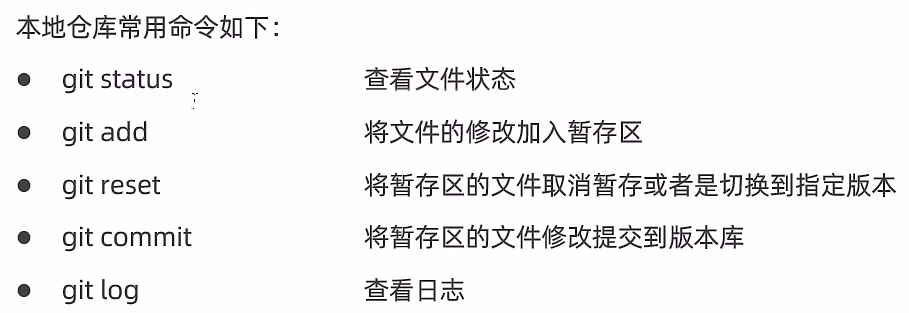 本地仓库常用命令如下：
● git status 查看文件状态
● git add 将文件的修改加入暂存区
● git reset 将暂存区的文件取消暂存或者是切换到指定版本
● git commit 将暂存区的文件修改提交到版本库
● git log 查看日志